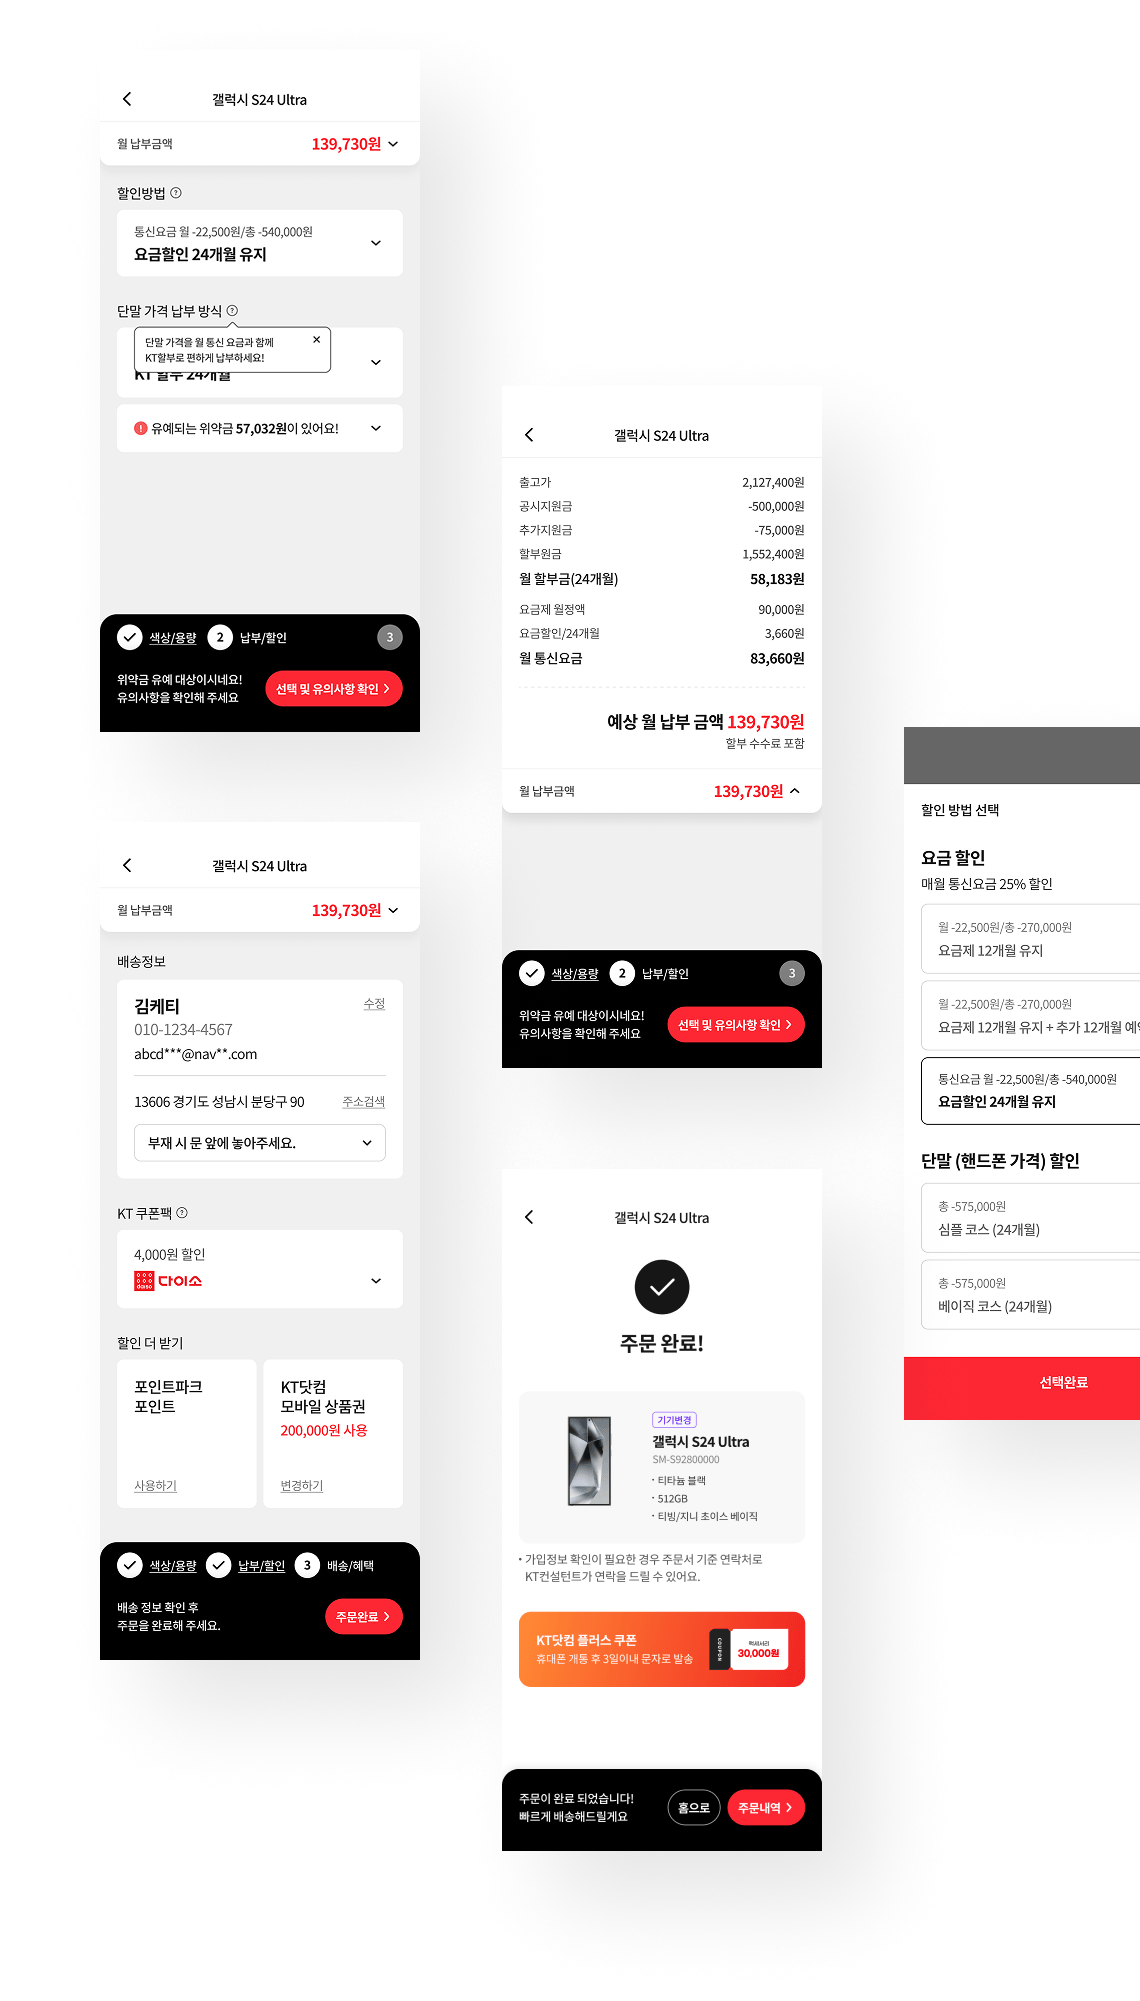 갤럭시 S24 Ultra
월 납부금액
139,730원
할인방법 ?
통신요금 월 -22,500원/총 -540,000원
요금할인 24개월 유지
단말 가격 납부 방식 ?
단말 가격을 월 통신 요금과 함께
KT할부로 편하게 납부하세요!
KT 할부 24개월
! 유예되는 위약금 57,032원이 있어요!
색상/용량 2 납부/할인 3
위약금 유예 대상이시네요!
유의사항을 확인해 주세요
선택 및 유의사항 확인
갤럭시 S24 Ultra
월 납부금액
139,730원
배송정보
김케티
수정
010-1234-4567
abcd***@nav**.com
13606 경기도 성남시 분당구 90
주소검색
부재 시 문 앞에 놓아주세요.
KT 쿠폰팩 ?
4,000원 할인
daiso 다이소
할인 더 받기
포인트파크
포인트
사용하기
KT닷컴
모바일 상품권
200,000원 사용
변경하기
색상/용량 납부/할인 3 배송/혜택
배송 정보 확인 후
주문을 완료해 주세요.
주문완료
갤럭시 S24 Ultra
출고가 2,127,400원
공시지원금 -500,000원
추가지원금 -75,000원
할부원금 1,552,400원
월 할부금(24개월) 58,183원
요금제 월정액 90,000원
요금할인/24개월 3,660원
월 통신요금 83,660원
예상 월 납부 금액 139,730원
할부 수수료 포함
월 납부금액 139,730원
색상/용량 2 납부/할인 3
위약금 유예 대상이시네요!
유의사항을 확인해 주세요
선택 및 유의사항 확인
갤럭시 S24 Ultra
주문 완료!
기기변경
갤럭시 S24 Ultra
SM-S92800000
· 티타늄 블랙
· 512GB
· 티빙/지니 초이스 베이직
• 가입정보 확인이 필요한 경우 주문서 기준 연락처로
KT컨설턴트가 연락을 드릴 수 있어요.
KT닷컴 플러스 쿠폰
휴대폰 개통 후 3일이내 문자로 발송
COUPON
액세서리
30,000원
주문이 완료 되었습니다!
빠르게 배송해드릴게요
홈으로
주문내역
할인 방법 선택
요금 할인
매월 통신요금 25% 할인
월 -22,500원/총 -270,000원
요금제 12개월 유지
월 -22,500원/총 -270,000원
요금제 12개월 유지 + 추가 12개월
통신요금 월 -22,500원/총 -540,000원
요금할인 24개월 유지
단말 (핸드폰 가격) 할인
총 -575,000원
심플 코스 (24개월)
총 -575,000원
베이직 코스 (24개월)
선택완료